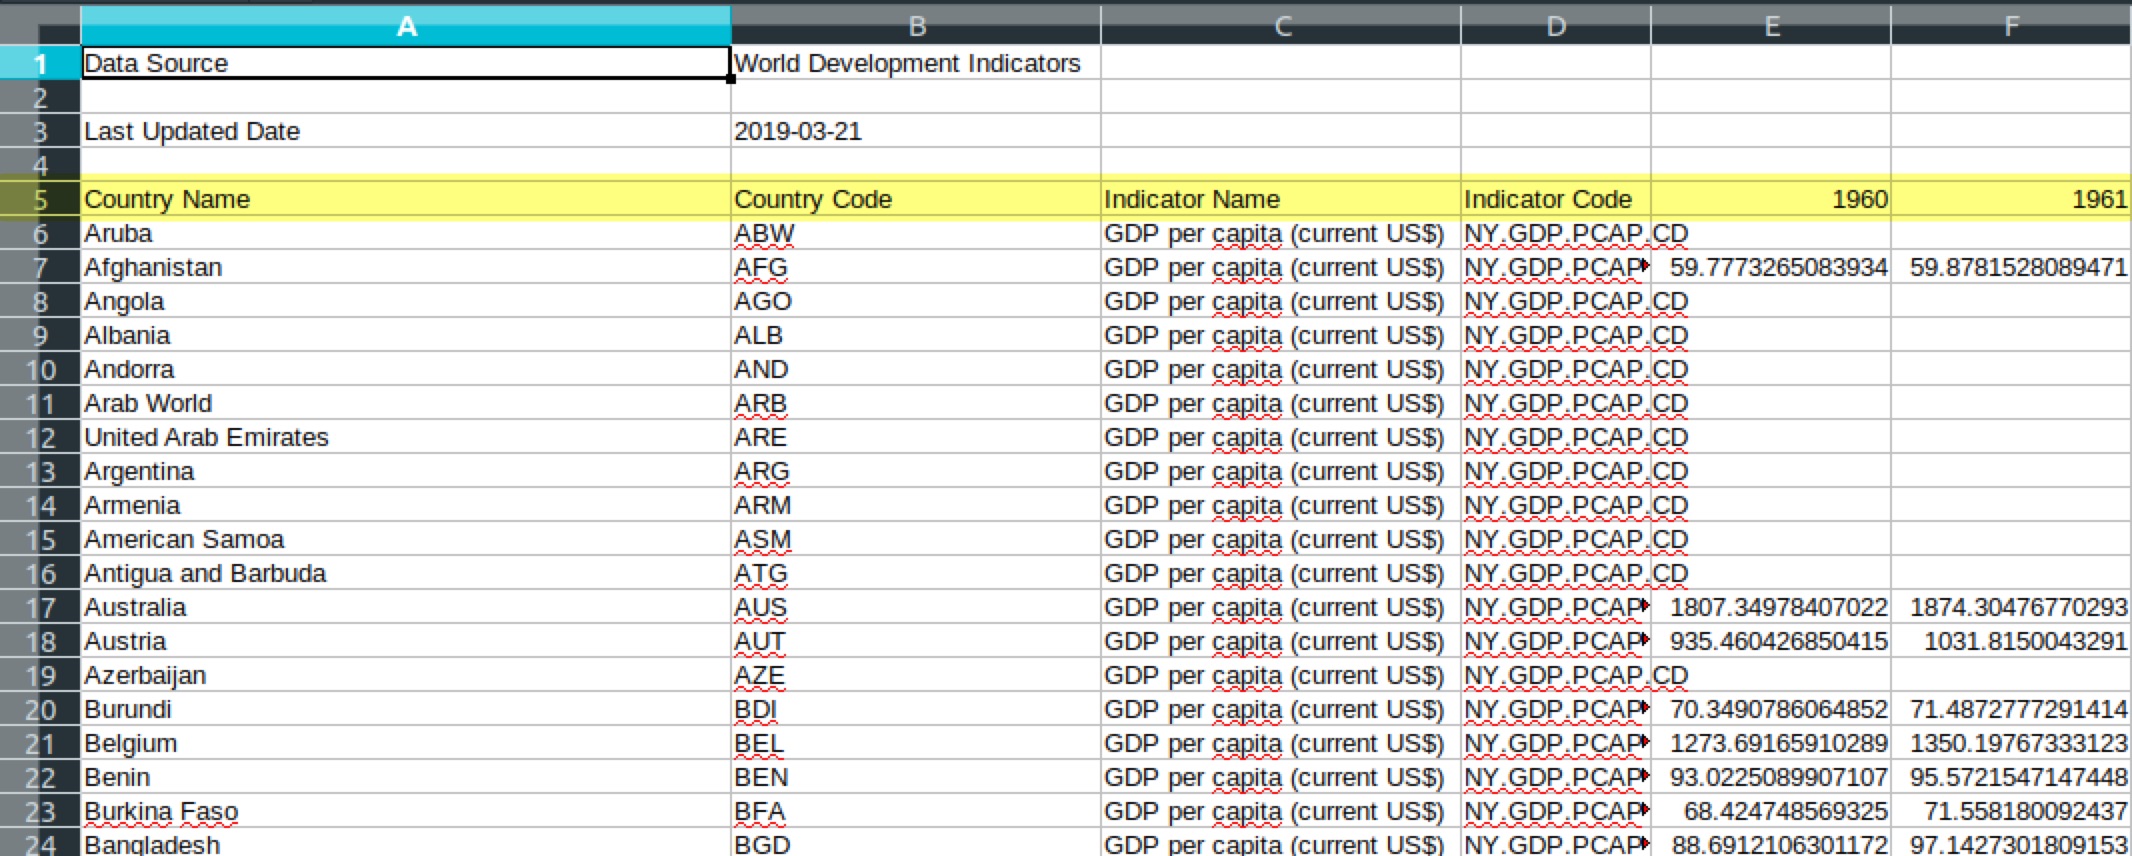 A B C D E F
1 Data Source World Development Indicators
2
3 Last Updated Date 2019-03-21
4
5 Country Name Country Code Indicator Name Indicator Code 1960 1961
6 Aruba ABW GDP per capita (current US$) NY.GDP.PCAP.CD
7 Afghanistan AFG GDP per capita (current US$) NY.GDP.PCAP 59.7773265083934 59.8781528089471
8 Angola AGO GDP per capita (current US$) NY.GDP.PCAP.CD
9 Albania ALB GDP per capita (current US$) NY.GDP.PCAP.CD
10 Andorra AND GDP per capita (current US$) NY.GDP.PCAP.CD
11 Arab World ARB GDP per capita (current US$) NY.GDP.PCAP.CD
12 United Arab Emirates ARE GDP per capita (current US$) NY.GDP.PCAP.CD
13 Argentina ARG GDP per capita (current US$) NY.GDP.PCAP.CD
14 Armenia ARM GDP per capita (current US$) NY.GDP.PCAP.CD
15 American Samoa ASM GDP per capita (current US$) NY.GDP.PCAP.CD
16 Antigua and Barbuda ATG GDP per capita (current US$) NY.GDP.PCAP.CD
17 Australia AUS GDP per capita (current US$) NY.GDP.PCAP 1807.34978407022 1874.30476770293
18 Austria AUT GDP per capita (current US$) NY.GDP.PCAP 935.460426850415 1031.8150043291
19 Azerbaijan AZE GDP per capita (current US$) NY.GDP.PCAP.CD
20 Burundi BDI GDP per capita (current US$) NY.GDP.PCAP 70.3490786064852 71.4872777291414
21 Belgium BEL GDP per capita (current US$) NY.GDP.PCAP 1273.69165910289 1350.19767333123
22 Benin BEN GDP per capita (current US$) NY.GDP.PCAP 93.0225089907107 95.5721547147448
23 Burkina Faso BFA GDP per capita (current US$) NY.GDP.PCAP 68.424748569325 71.558180092437
24 Bangladesh BGD GDP per capita (current US$) NY.GDP.PCAP 88.6912106301172 97.1427301809153